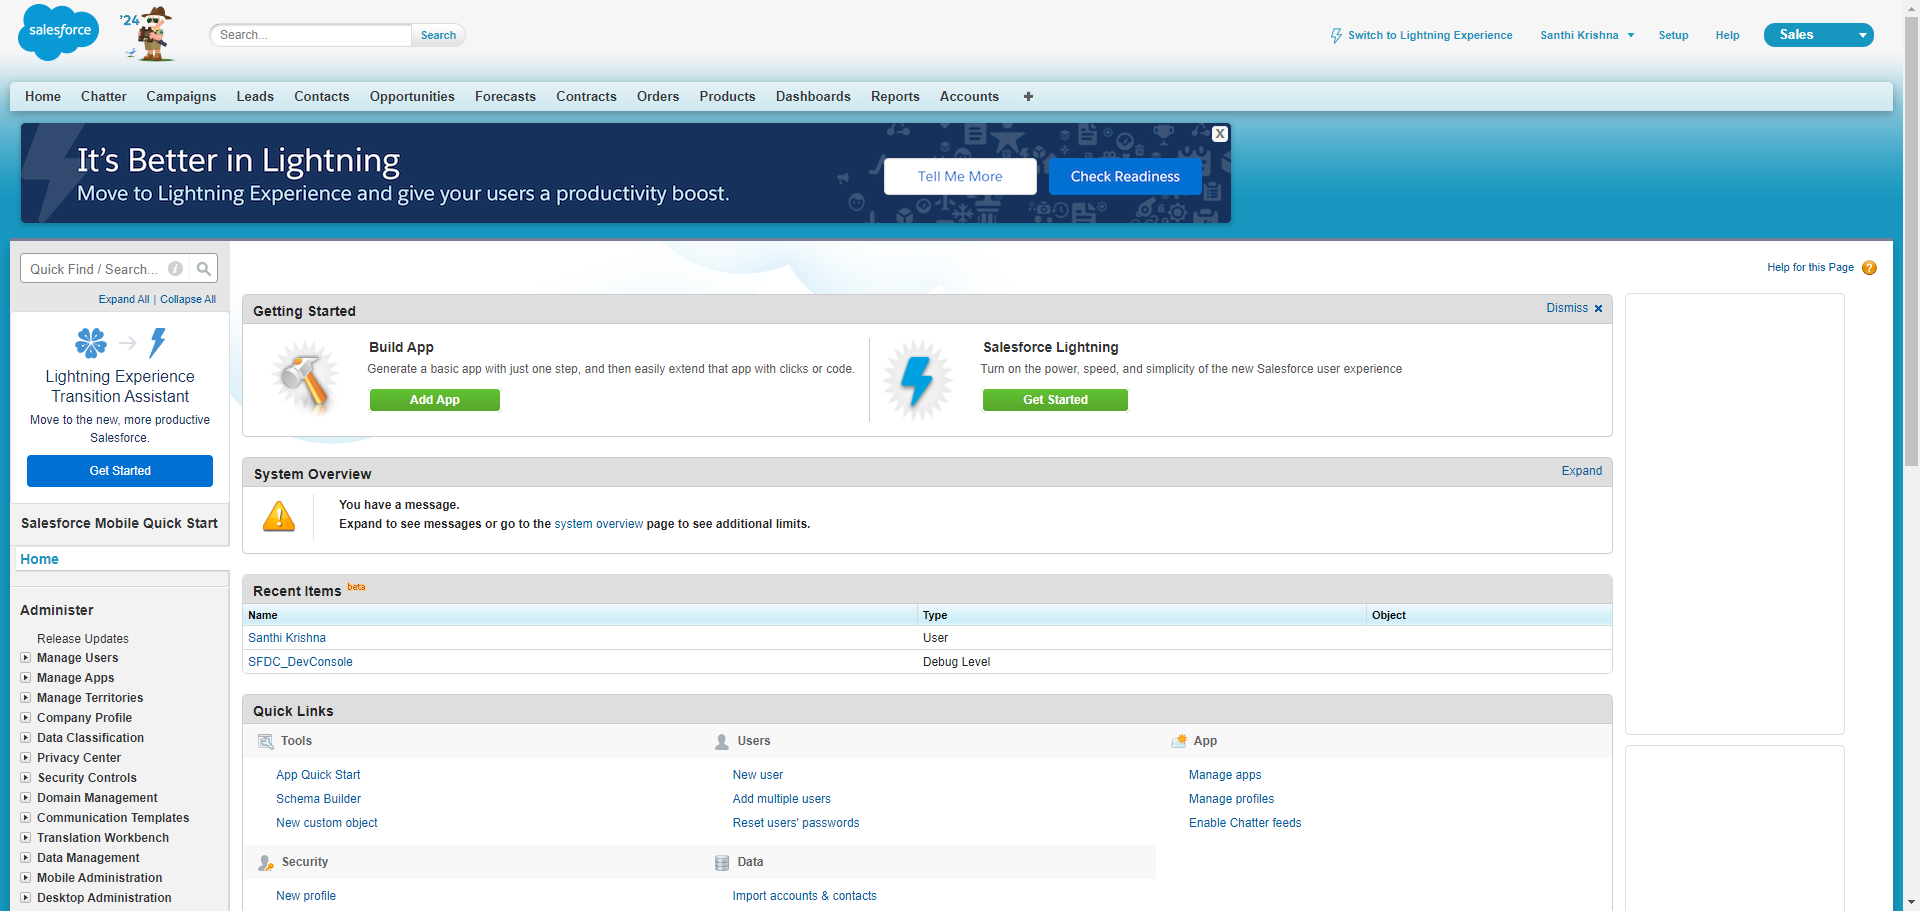 salesforce
'24
Search...
Search
Switch to Lightning Experience
Santhi Krishna
Setup
Help
Sales
Home Chatter Campaigns Leads Contacts Opportunities Forecasts Contracts Orders Products Dashboards Reports Accounts +
It's Better in Lightning
Move to Lightning Experience and give your users a productivity boost.
Tell Me More
Check Readiness
X
Quick Find / Search...
Expand All | Collapse All
Lightning Experience
Transition Assistant
Move to the new, more productive
Salesforce.
Get Started
Salesforce Mobile Quick Start
Home
Administer
Release Updates
Manage Users
Manage Apps
Manage Territories
Company Profile
Data Classification
Privacy Center
Security Controls
Domain Management
Communication Templates
Translation Workbench
Data Management
Mobile Administration
Desktop Administration
Help for this Page ?
Getting Started
Dismiss x
Build App
Generate a basic app with just one step, and then easily extend that app with clicks or code.
Add App
Salesforce Lightning
Turn on the power, speed, and simplicity of the new Salesforce user experience
Get Started
System Overview
Expand
You have a message.
Expand to see messages or go to the system overview page to see additional limits.
Recent Items beta
Name Type Object
Santhi Krishna User
SFDC_DevConsole Debug Level
Quick Links
Tools
App Quick Start
Schema Builder
New custom object
Users
New user
Add multiple users
Reset users' passwords
App
Manage apps
Manage profiles
Enable Chatter feeds
Security
New profile
Data
Import accounts & contacts